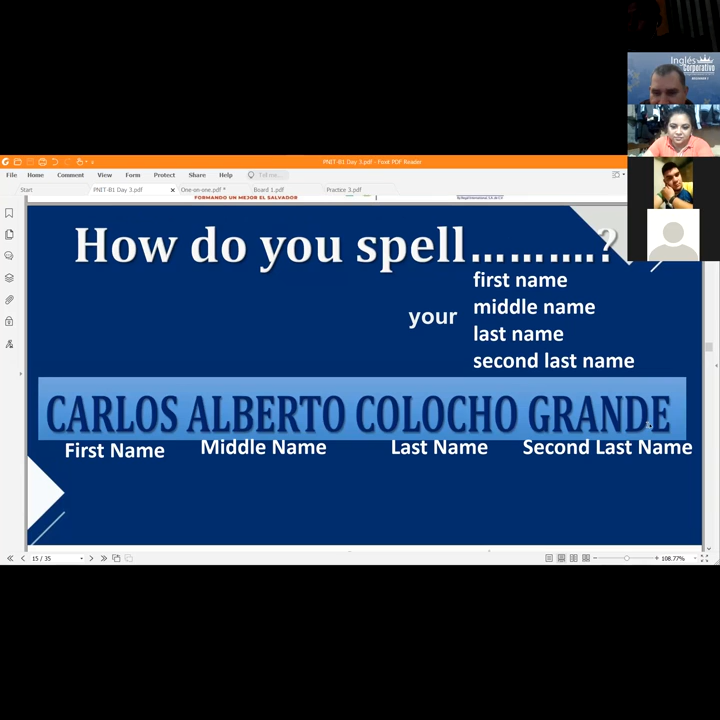 Inglés
Corporativo
PNIT-B1 Day 3.pdf - Foxit PDF Reader
File Home Comment View Form Protect Share Help Tell me...
Start PNIT-B1 Day 3.pdf One-on-one.pdf * Board 1.pdf Practice 3.pdf
FORMANDO UN MEJOR EL SALVADOR
How do you spell..........?
first name
your middle name
last name
second last name
CARLOS ALBERTO COLOCHO GRANDE
First Name Middle Name Last Name Second Last Name
15 / 35 108.77%